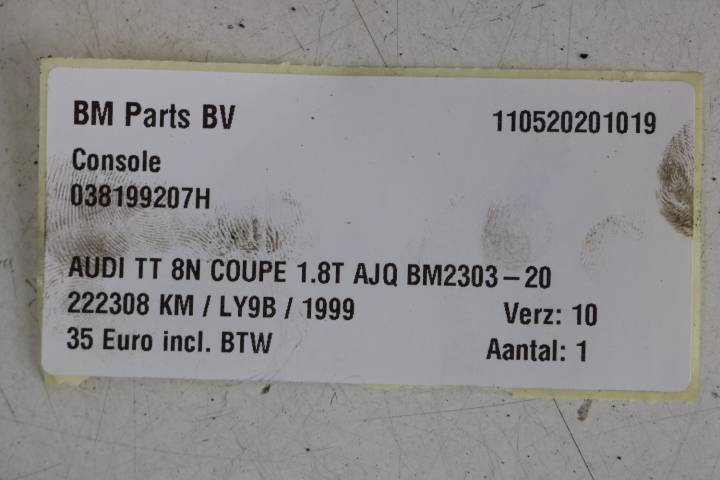 BM Parts BV 110520201019
Console
038199207H
AUDI TT 8N COUPE 1.8T AJQ BM2303-20
222308 KM / LY9B / 1999 Verz: 10
35 Euro incl. BTW Aantal: 1